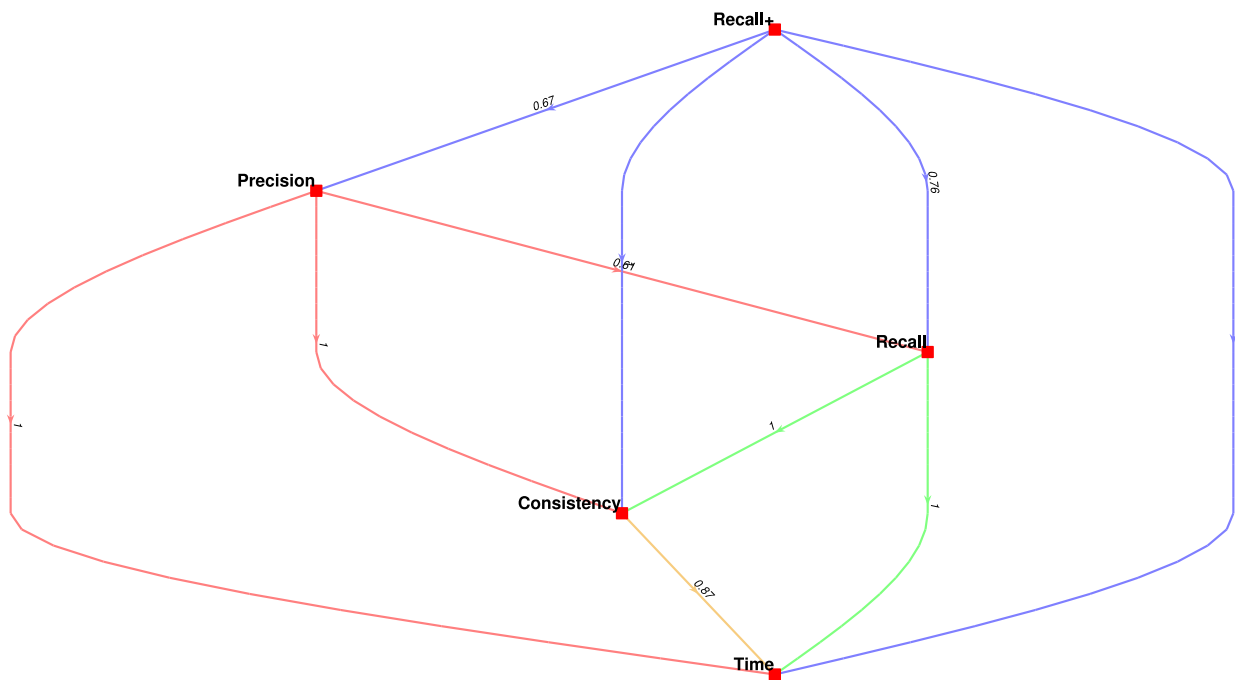 Recall+
0.67
Precision
0.76
0.61
1
Recall
1
1
Consistency
1
0.87
Time